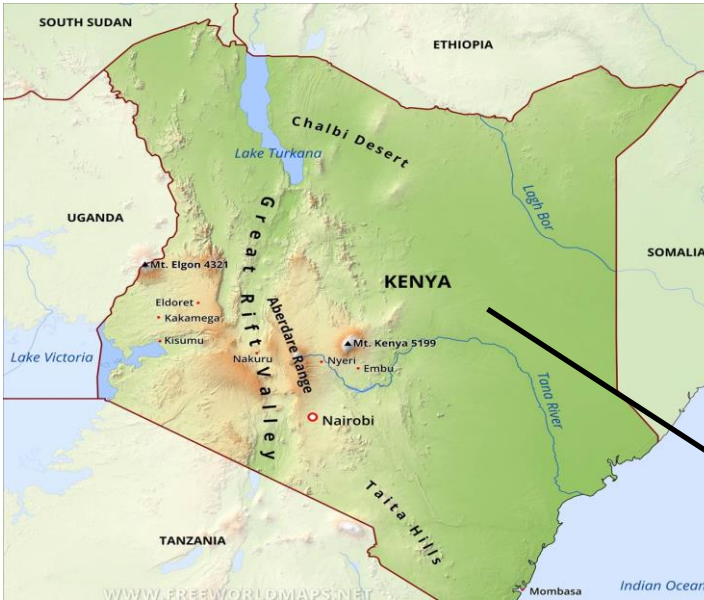 SOUTH SUDAN
ETHIOPIA
Chalbi Desert
Lake Turkana
Lagh Bor
UGANDA
Great Rift Valley
SOMALIA
Mt. Elgon 4321
KENYA
Eldoret
Aberdare Range
Kakamega
Kisumu
Mt. Kenya 5199
Lake Victoria
Nakuru
Nyeri
Embu
Tana River
Nairobi
Taita Hills
TANZANIA
Indian Ocean
Mombasa
WWW.FREEWORLDMAPS.NET